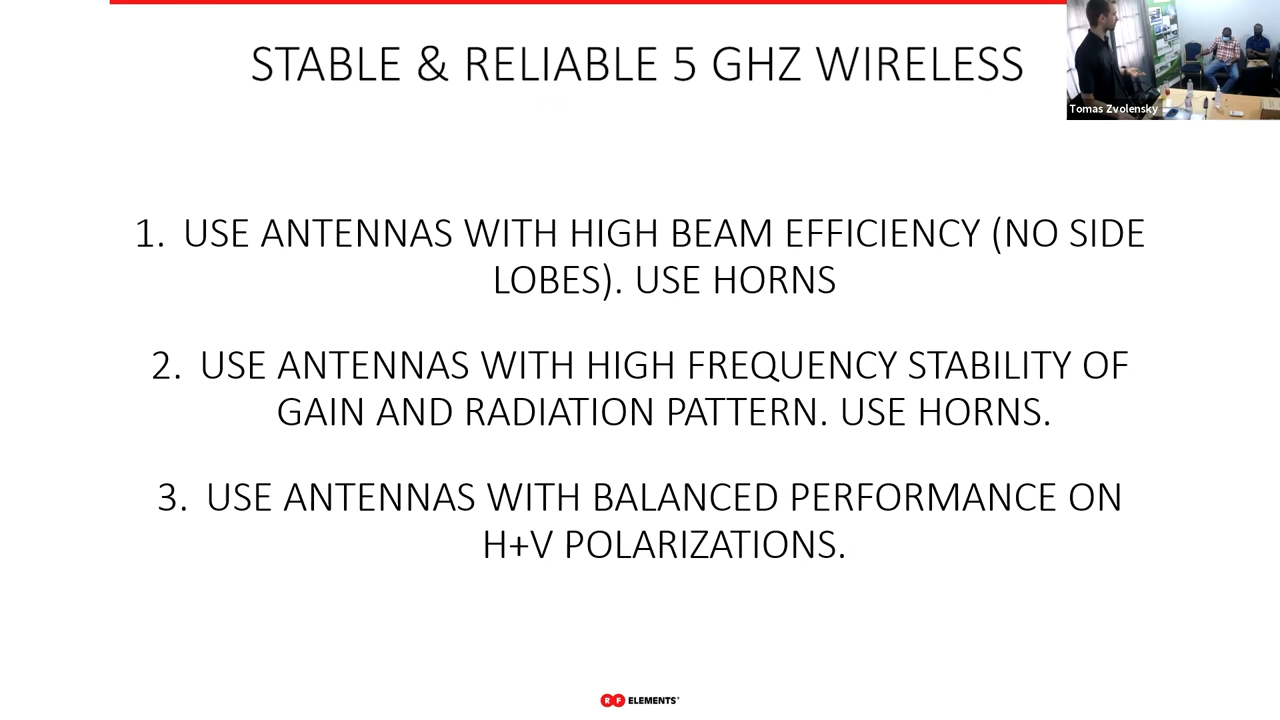 STABLE & RELIABLE 5 GHZ WIRELESS
Tomas Zvolensky
1. USE ANTENNAS WITH HIGH BEAM EFFICIENCY (NO SIDE
LOBES). USE HORNS
2. USE ANTENNAS WITH HIGH FREQUENCY STABILITY OF
GAIN AND RADIATION PATTERN. USE HORNS.
3. USE ANTENNAS WITH BALANCED PERFORMANCE ON
H+V POLARIZATIONS.
RF ELEMENTS®